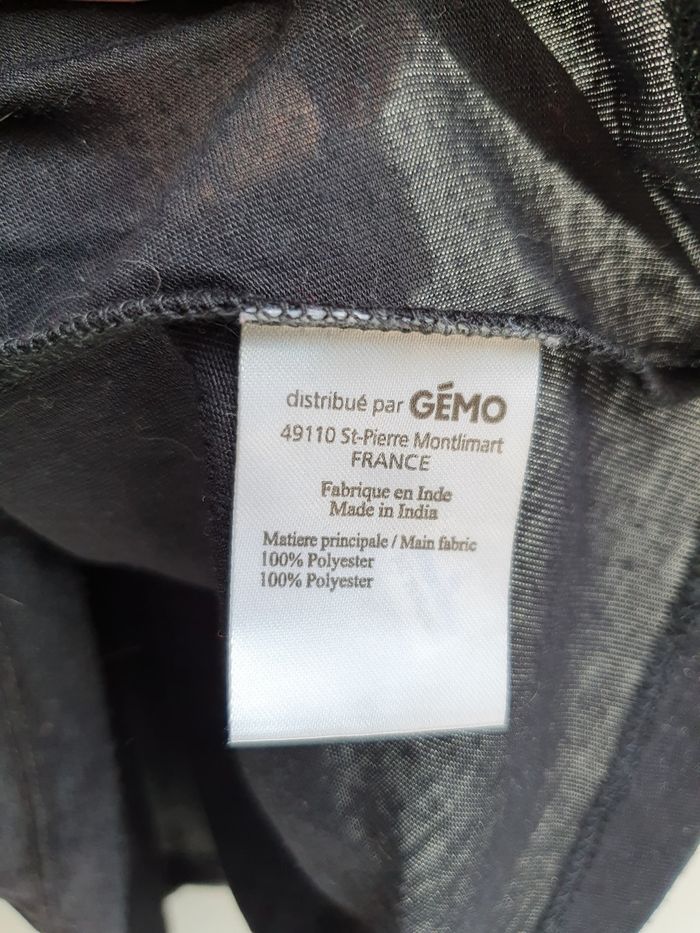 distribué par GÉMO
49110 St-Pierre Montlimart
FRANCE
Fabrique en Inde
Made in India
Matiere principale / Main fabric
100% Polyester
100% Polyester